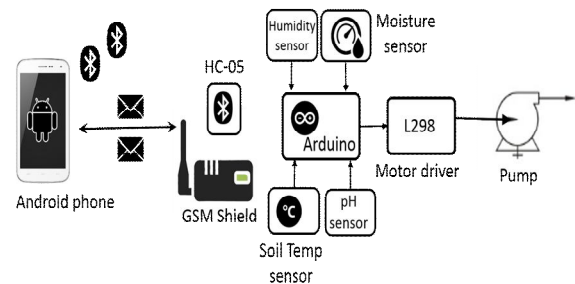 Humidity
sensor
Moisture
sensor
HC-05
Arduino
L298
Motor driver
Pump
Android phone
GSM Shield
°C
pH
sensor
Soil Temp
sensor